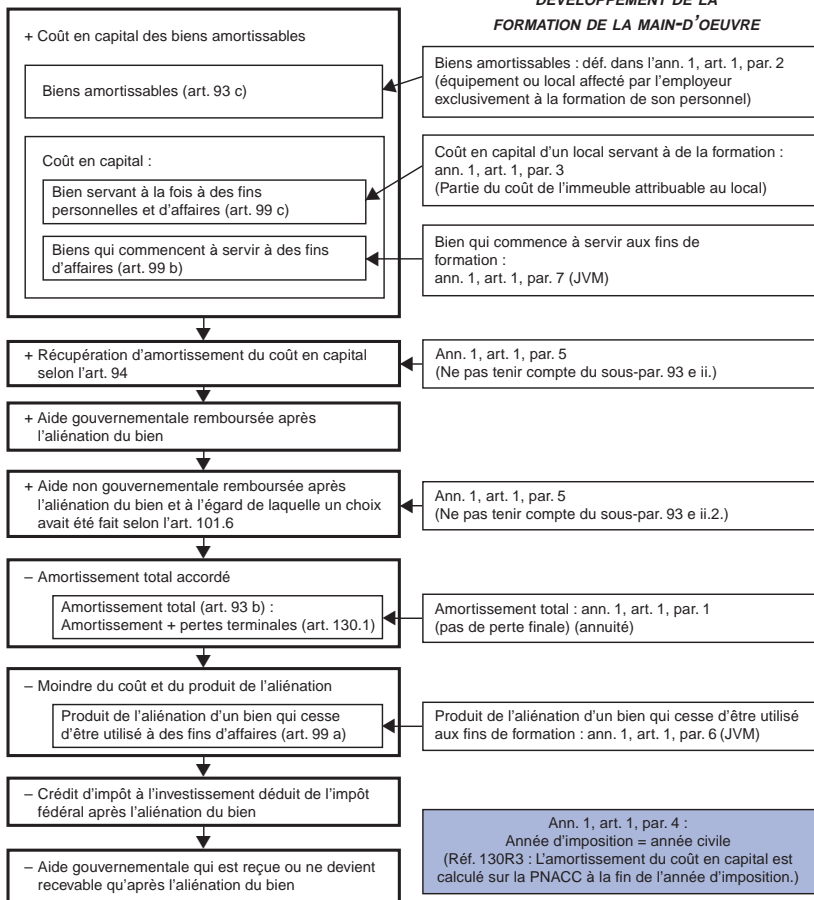 DÉVELOPPEMENT DE LA
FORMATION DE LA MAIN-D'OEUVRE
+ Coût en capital des biens amortissables
Biens amortissables (art. 93 c)
Biens amortissables : déf. dans l'ann. 1, art. 1, par. 2
(équipement ou local affecté par l'employeur
exclusivement à la formation de son personnel)
Coût en capital :
Bien servant à la fois à des fins
personnelles et d'affaires (art. 99 c)
Coût en capital d'un local servant à de la formation :
ann. 1, art. 1, par. 3
(Partie du coût de l'immeuble attribuable au local)
Biens qui commencent à servir à des fins
d'affaires (art. 99 b)
Bien qui commence à servir aux fins de
formation :
ann. 1, art. 1, par. 7 (JVM)
+ Récupération d'amortissement du coût en capital
selon l'art. 94
Ann. 1, art. 1, par. 5
(Ne pas tenir compte du sous-par. 93 e ii.)
+ Aide gouvernementale remboursée après
l'aliénation du bien
+ Aide non gouvernementale remboursée après
l'aliénation du bien et à l'égard de laquelle un choix
avait été fait selon l'art. 101.6
Ann. 1, art. 1, par. 5
(Ne pas tenir compte du sous-par. 93 e ii.2.)
– Amortissement total accordé
Amortissement total (art. 93 b) :
Amortissement + pertes terminales (art. 130.1)
Amortissement total : ann. 1, art. 1, par. 1
(pas de perte finale) (annuité)
– Moindre du coût et du produit de l'aliénation
Produit de l'aliénation d'un bien qui cesse
d'être utilisé à des fins d'affaires (art. 99 a)
Produit de l'aliénation d'un bien qui cesse d'être utilisé
aux fins de formation : ann. 1, art. 1, par. 6 (JVM)
– Crédit d'impôt à l'investissement déduit de l'impôt
fédéral après l'aliénation du bien
– Aide gouvernementale qui est reçue ou ne devient
recevable qu'après l'aliénation du bien
Ann. 1, art. 1, par. 4 :
Année d'imposition = année civile
(Réf. 130R3 : L'amortissement du coût en capital est
calculé sur la PNACC à la fin de l'année d'imposition.)